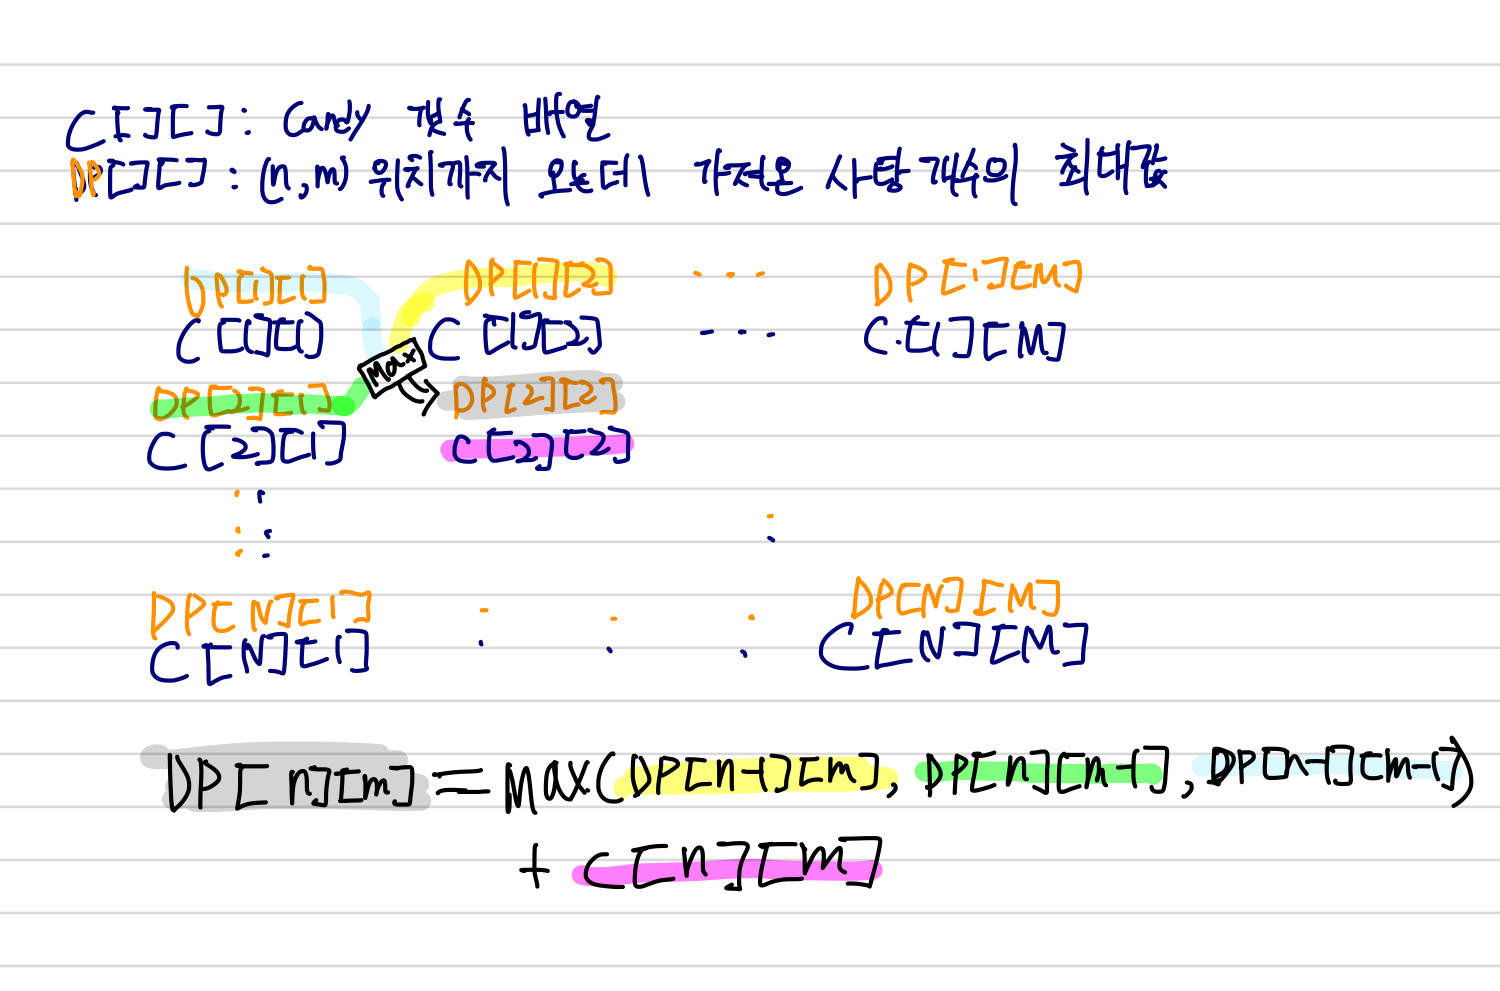 C[][] : Candy 갯수 배열
DP[][] : (n,m) 위치까지 오는데 가져온 사탕 개수의 최대값
DP[1][1] DP[1][2] ... DP[1][M]
C[1][1] C[1][2] ... C[1][M]
Max
DP[2][1] DP[2][2]
C[2][1] C[2][2]
DP[N][1] . . . DP[N][M]
C[N][1] . . . C[N][M]
DP[n][m] = Max(DP[n-1][m], DP[n][m-1], DP[n-1][m-1])
+ C[n][m]